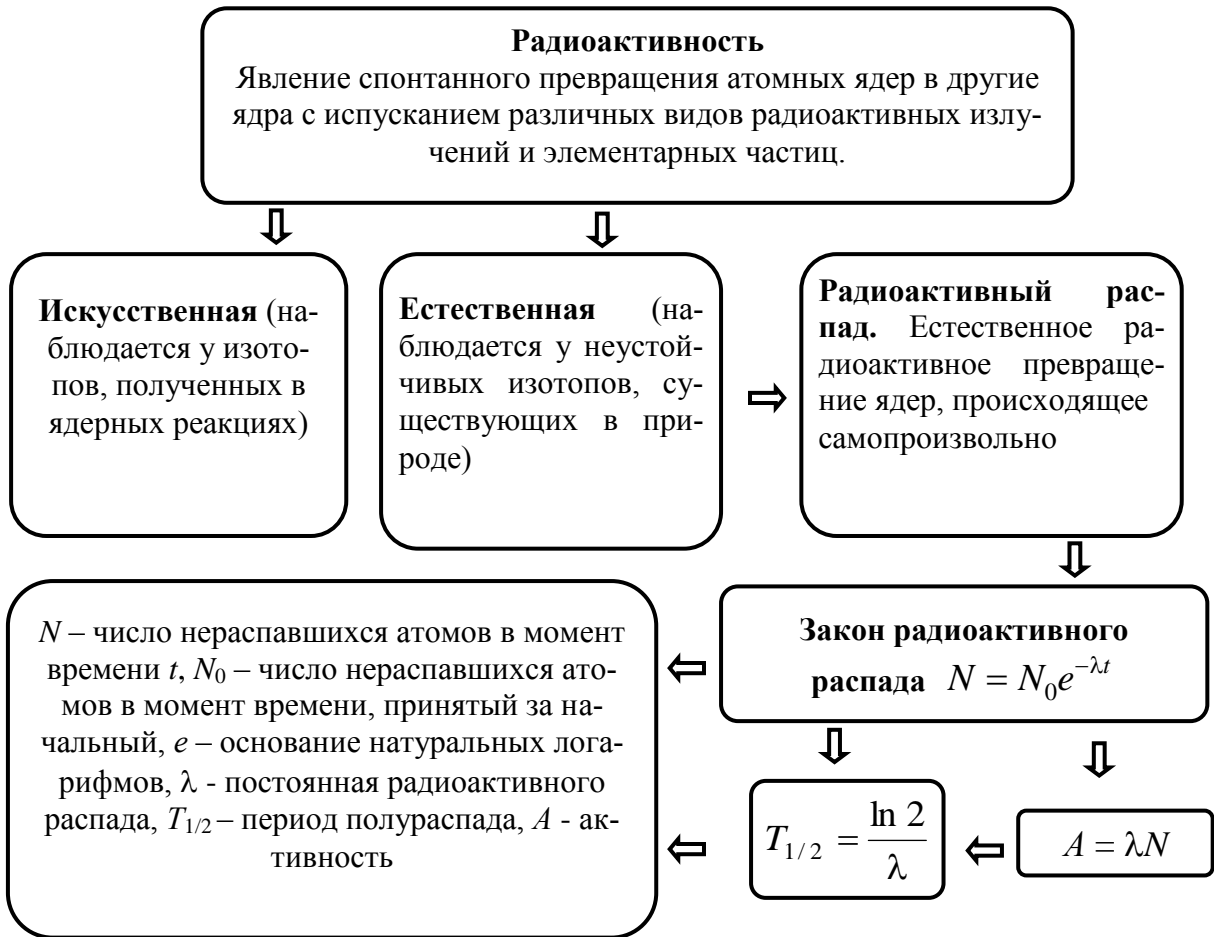 Радиоактивность
Явление спонтанного превращения атомных ядер в другие
ядра с испусканием различных видов радиоактивных излу-
чений и элементарных частиц.
Искусственная (на-
блюдается у изото-
пов, полученных в
ядерных реакциях)
Естественная (на-
блюдается у неустой-
чивых изотопов, су-
ществующих в при-
роде)
Радиоактивный рас-
пад. Естественное ра-
диоактивное превраще-
ние ядер, происходящее
самопроизвольно
N – число нераспавшихся атомов в момент
времени t, N₀ – число нераспавшихся ато-
мов в момент времени, принятый за на-
чальный, e – основание натуральных лога-
рифмов, λ - постоянная радиоактивного
распада, T₁/₂ – период полураспада, A - ак-
тивность
Закон радиоактивного
распада N = N₀e^(−λt)
T₁/₂ = ln 2 / λ
A = λN